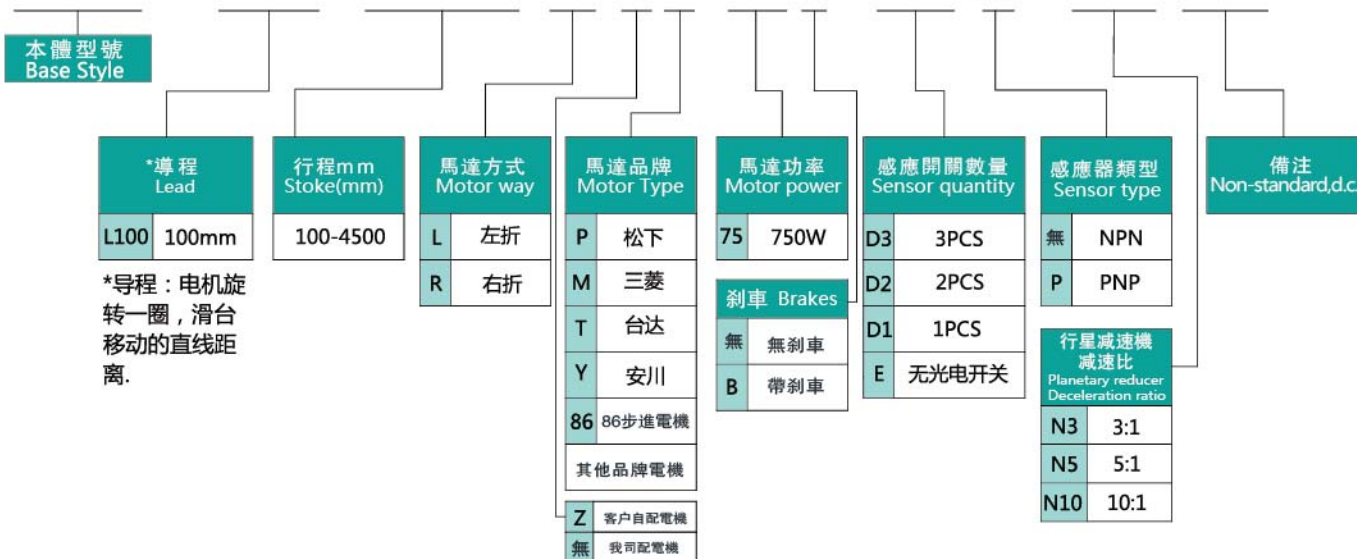 本體型號
Base Style
*導程
Lead
L100 100mm
*导程：电机旋
转一圈，滑台
移动的直线距
离.
行程mm
Stoke(mm)
100-4500
馬達方式
Motor way
L 左折
R 右折
馬達品牌
Motor Type
P 松下
M 三菱
T 台达
Y 安川
86 86步進電機
其他品牌電機
Z 客户自配電機
無 我司配電機
馬達功率
Motor power
75 750W
刹車 Brakes
無 無刹車
B 帶刹車
感應開關數量
Sensor quantity
D3 3PCS
D2 2PCS
D1 1PCS
E 无光电开关
感應器類型
Sensor type
無 NPN
P PNP
行星减速機
减速比
Planetary reducer
Deceleration ratio
N3 3:1
N5 5:1
N10 10:1
備注
Non-standard,d.c.